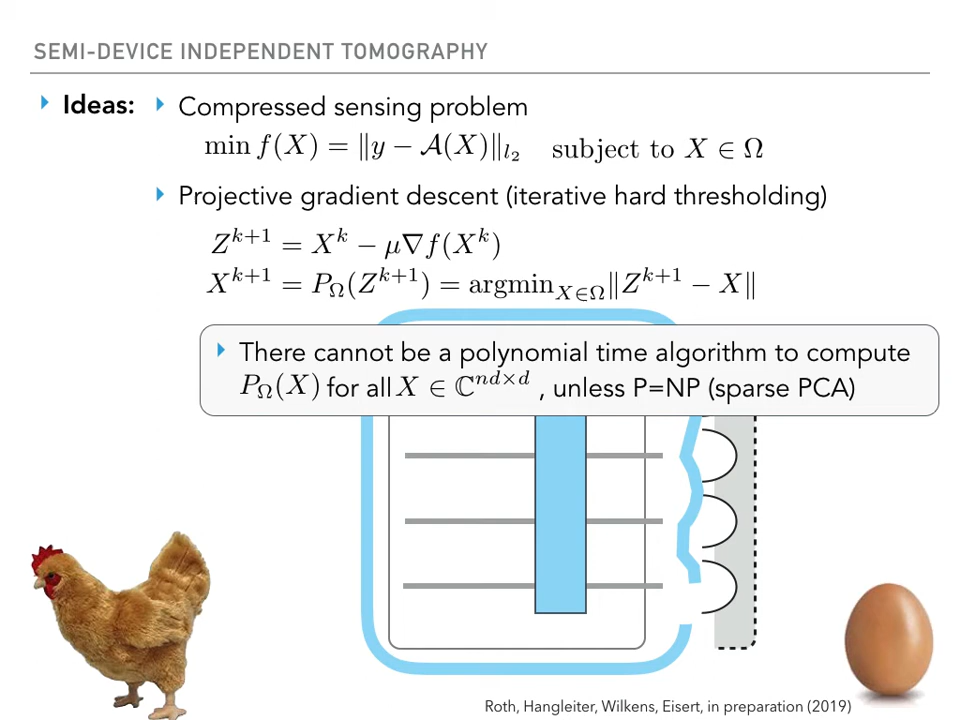 SEMI-DEVICE INDEPENDENT TOMOGRAPHY
Ideas:
Compressed sensing problem
min f(X) = ‖y − 𝒜(X)‖_{l_2} subject to X ∈ Ω
Projective gradient descent (iterative hard thresholding)
Z^{k+1} = X^k − μ∇f(X^k)
X^{k+1} = P_Ω(Z^{k+1}) = argmin_{X∈Ω}‖Z^{k+1} − X‖
There cannot be a polynomial time algorithm to compute
P_Ω(X) for all X ∈ ℂ^{nd×d} , unless P=NP (sparse PCA)
Roth, Hangleiter, Wilkens, Eisert, in preparation (2019)